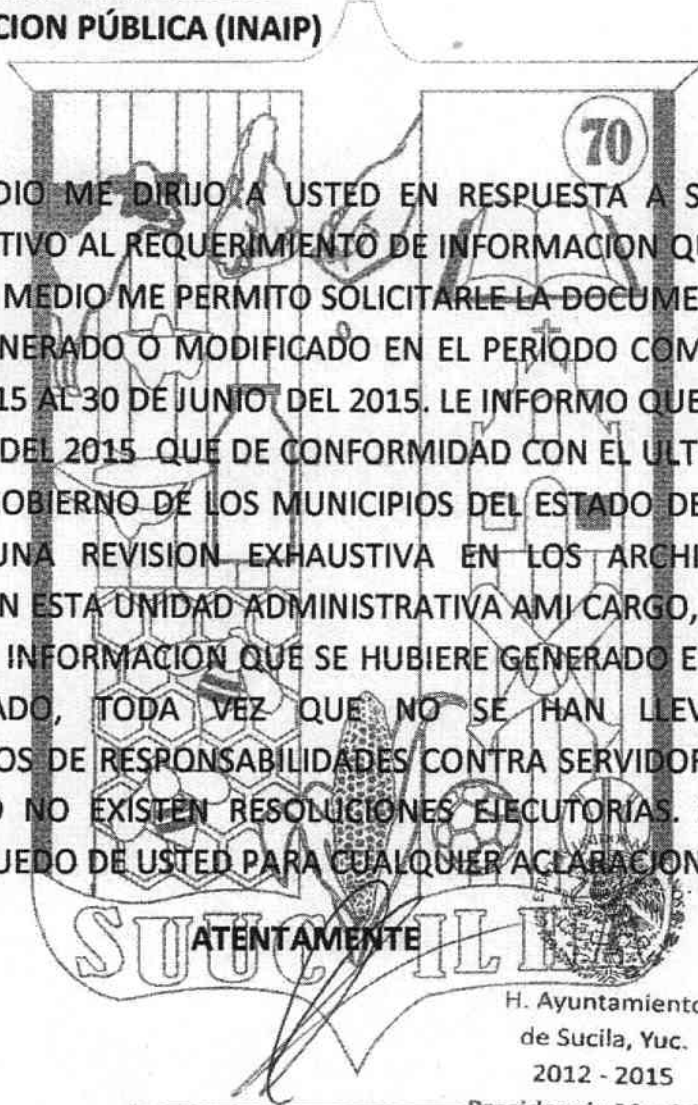 CION PÚBLICA (INAIP)
70
DIO ME DIRIJO A USTED EN RESPUESTA A S
TIVO AL REQUERIMIENTO DE INFORMACION QU
MEDIO ME PERMITO SOLICITARLE LA DOCUME
NERADO O MODIFICADO EN EL PERIODO COM
15 AL 30 DE JUNIO DEL 2015. LE INFORMO QUE
DEL 2015 QUE DE CONFORMIDAD CON EL ULT
OBIERNO DE LOS MUNICIPIOS DEL ESTADO DE
UNA REVISION EXHAUSTIVA EN LOS ARCHI
N ESTA UNIDAD ADMINISTRATIVA AMI CARGO,
INFORMACION QUE SE HUBIERE GENERADO E
ADO, TODA VEZ QUE NO SE HAN LLEV
OS DE RESPONSABILIDADES CONTRA SERVIDOR
O NO EXISTEN RESOLUCIONES EJECUTORIAS.
UEDO DE USTED PARA CUALQUIER ACLARACION
ATENTAMENTE
H. Ayuntamiento
de Sucila, Yuc.
2012 - 2015